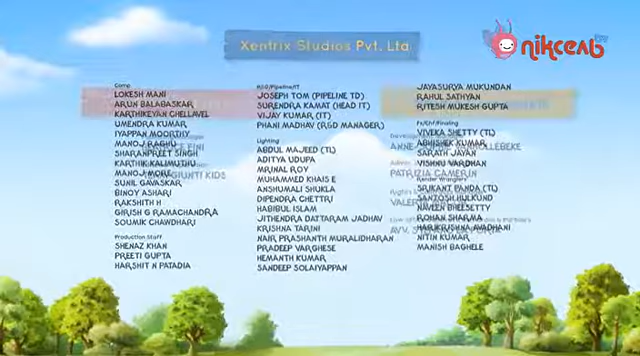 Xentrix Studios Pvt. Ltd.
піксель
Comp
LOKESH MANI
ARUN BALABASKAR
KARTHIKEYAN CHELLAVEL
UMENDRA KUMAR
IYAPPAN MOORTHY
MANOJ RAGHU
SHARANPREET SINGH
KARTHIK KALIMUTHU
MANOJ MORE
SUNIL GAVASKAR
BINOY ASHARI
RAKSHITH H
GIRISH G RAMACHANDRA
SOUMIK CHAWDHARI
Production Staff
SHENAZ KHAN
PREETI GUPTA
HARSHIT N PATADIA
R&D/Pipeline/IT
JOSEPH TOM (PIPELINE TD)
SURENDRA KAMAT (HEAD IT)
VIJAY KUMAR, (IT)
PHANI MADHAV (R&D MANAGER)
Lighting
ABDUL MAJEED (TL)
ADITYA UDUPA
MRINAL ROY
MUHAMMED KHAIS E
ANSHUMALI SHUKLA
DIPENDRA CHETTRI
HABIBUL ISLAM
JITHENDRA DATTARAM JADHAV
KRISHNA TARINI
NAIR PRASHANTH MURALIDHARAN
PRADEEP VARGHESE
HEMANTH KUMAR
SANDEEP SOLAIYAPPAN
JAYASURYA MUKUNDAN
RAHUL SATHYAN
RITESH MUKESH GUPTA
Fx/Cnf/Finaling
VIVEKA SHETTY (TL)
ABHISHEK KUMAR
SARATH JAYAN
VISHNU VARDHAN
PATRIZIA CAMERIN
Render Wranglers
SRIKANT PANDA (TL)
SANTOSH HULKUND
NAVEEN BHEESETTY
ROHAN SHARMA
HARIKRISHNA AVADHANI
NITIN KUMAR
MANISH BAGHELE